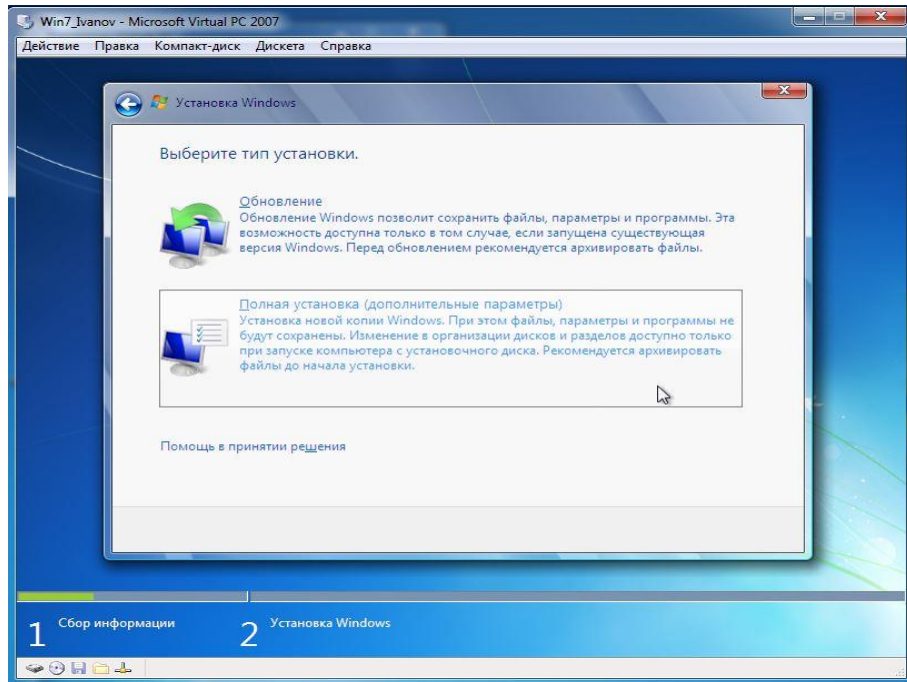 Win7_Ivanov - Microsoft Virtual PC 2007
Действие Правка Компакт-диск Дискета Справка
Установка Windows
Выберите тип установки.
Обновление
Обновление Windows позволит сохранить файлы, параметры и программы. Эта
возможность доступна только в том случае, если запущена существующая
версия Windows. Перед обновлением рекомендуется архивировать файлы.
Полная установка (дополнительные параметры)
Установка новой копии Windows. При этом файлы, параметры и программы не
будут сохранены. Изменение в организации дисков и разделов доступно только
при запуске компьютера с установочного диска. Рекомендуется архивировать
файлы до начала установки.
Помощь в принятии решения
1 Сбор информации 2 Установка Windows